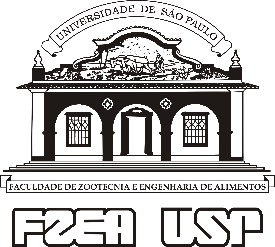 UNIVERSIDADE DE SÃO PAULO
FACULDADE DE ZOOTECNIA E ENGENHARIA DE ALIMENTOS
FZEA USP